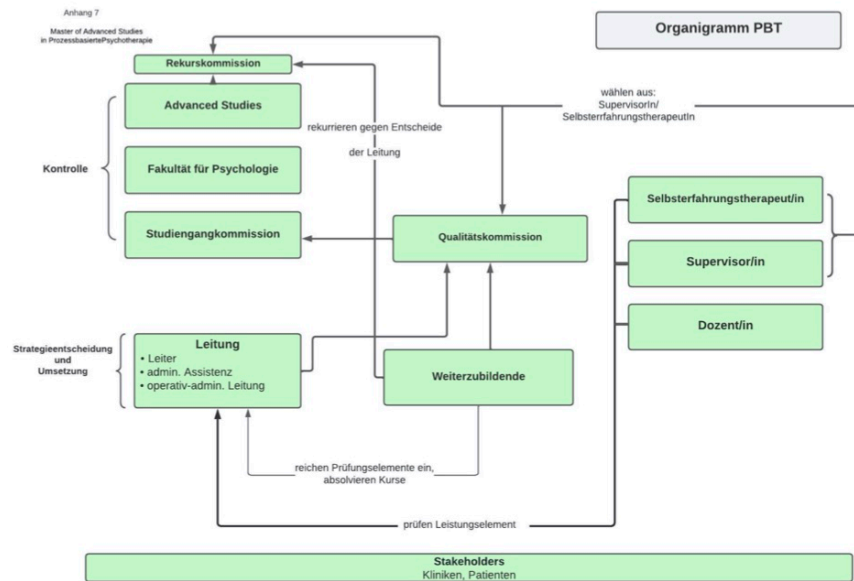 Anhang 7
Master of Advanced Studies
in ProzessbasiertePsychotherapie
Organigramm PBT
Rekurskommission
Advanced Studies
wählen aus:
SupervisorIn/
SelbsterrfahrungstherapeutIn
rekurrieren gegen Entscheide
der Leitung
Kontrolle
Fakultät für Psychologie
Selbsterfahrungstherapeut/in
Studiengangkommission
Qualitätskommission
Supervisor/in
Dozent/in
Strategieentscheidung
und
Umsetzung
Leitung
• Leiter
• admin. Assistenz
• operativ-admin. Leitung
Weiterzubildende
reichen Prüfungselemente ein,
absolvieren Kurse
prüfen Leistungselement
Stakeholders
Kliniken, Patienten